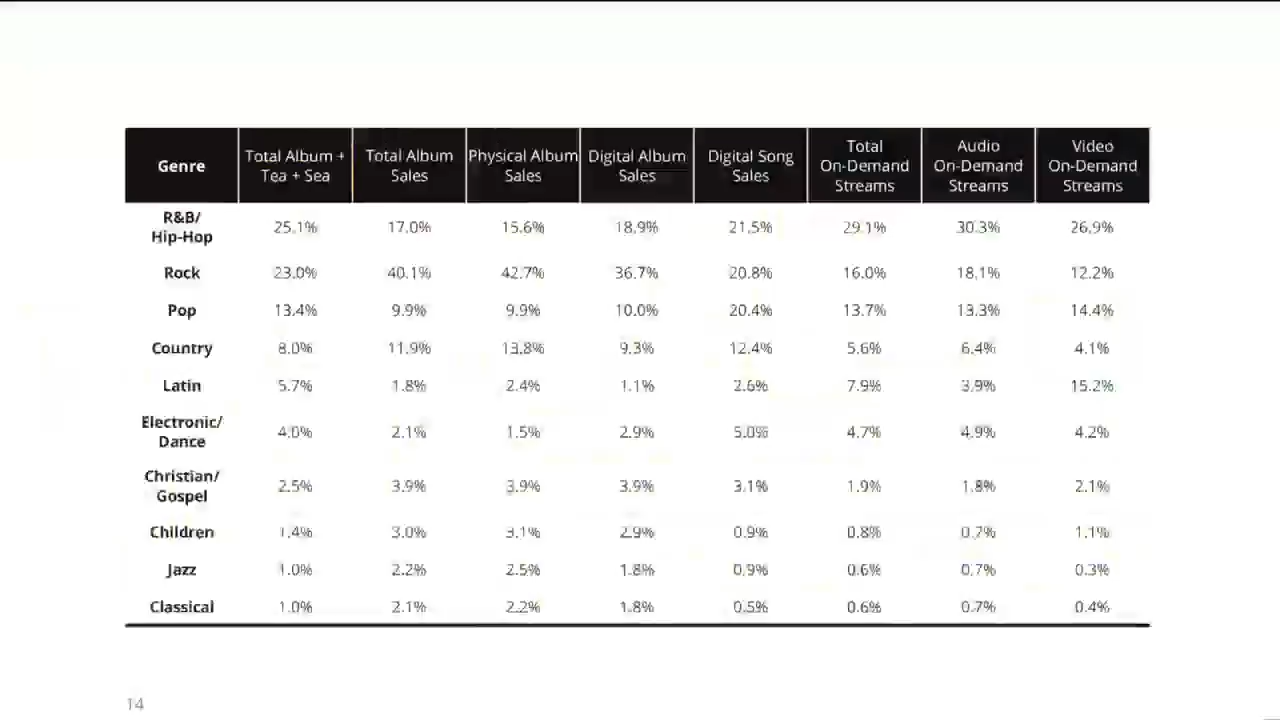 Genre Total Album + Tea + Sea Total Album Sales Physical Album Sales Digital Album Sales Digital Song Sales Total On-Demand Streams Audio On-Demand Streams Video On-Demand Streams
R&B/ Hip-Hop 25.1% 17.0% 15.6% 18.9% 21.5% 29.1% 30.3% 26.9%
Rock 23.0% 40.1% 42.7% 36.7% 20.8% 16.0% 18.1% 12.2%
Pop 13.4% 9.9% 9.9% 10.0% 20.4% 13.7% 13.3% 14.4%
Country 8.0% 11.9% 13.8% 9.3% 12.4% 5.6% 6.4% 4.1%
Latin 5.7% 1.8% 2.4% 1.1% 2.6% 7.9% 3.9% 15.2%
Electronic/ Dance 4.0% 2.1% 1.5% 2.9% 5.0% 4.7% 4.9% 4.2%
Christian/ Gospel 2.5% 3.9% 3.9% 3.9% 3.1% 1.9% 1.8% 2.1%
Children 1.4% 3.0% 3.1% 2.9% 0.9% 0.8% 0.7% 1.1%
Jazz 1.0% 2.2% 2.5% 1.8% 0.9% 0.6% 0.7% 0.3%
Classical 1.0% 2.1% 2.2% 1.8% 0.5% 0.6% 0.7% 0.4%
14